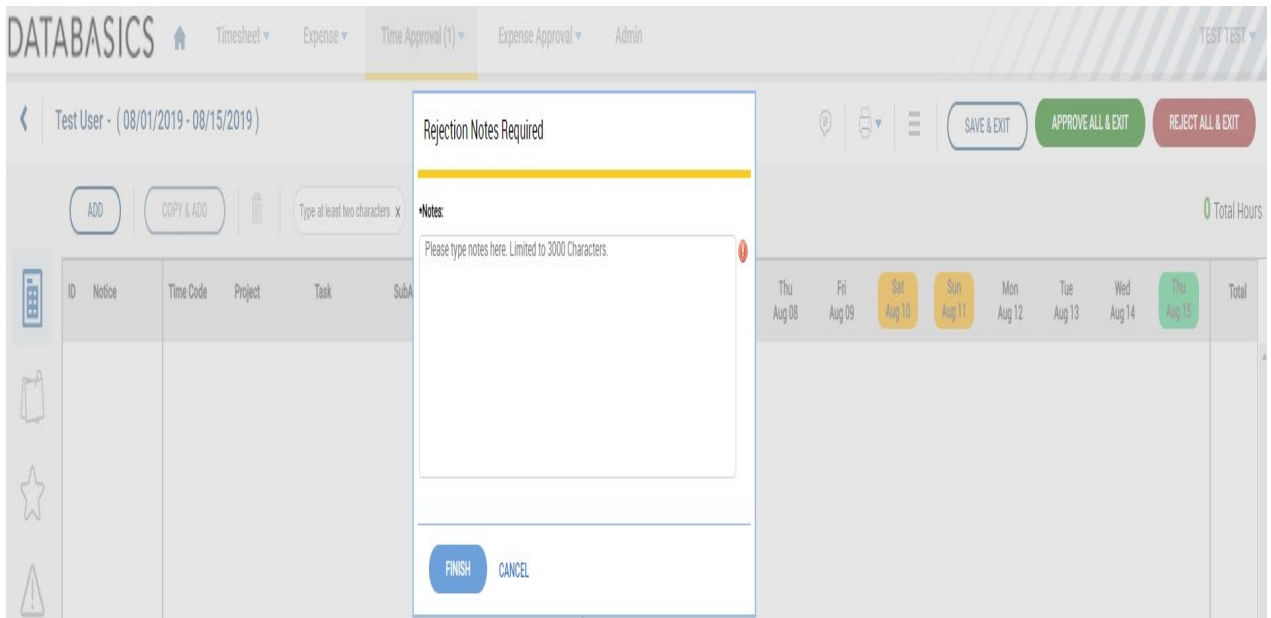 DATABASICS Timesheet Expense Time Approval (1) Expense Approval Admin TEST TEST
Test User - ( 08/01/2019 - 08/15/2019 )
SAVE & EXIT APPROVE ALL & EXIT REJECT ALL & EXIT
ADD COPY & ADD Type at least two characters x
0 Total Hours
ID Notice Time Code Project Task SubA
Thu Fri Sat Sun Mon Tue Wed Thu Total
Aug 08 Aug 09 Aug 10 Aug 11 Aug 12 Aug 13 Aug 14 Aug 15
Rejection Notes Required
*Notes:
Please type notes here. Limited to 3000 Characters.
FINISH CANCEL